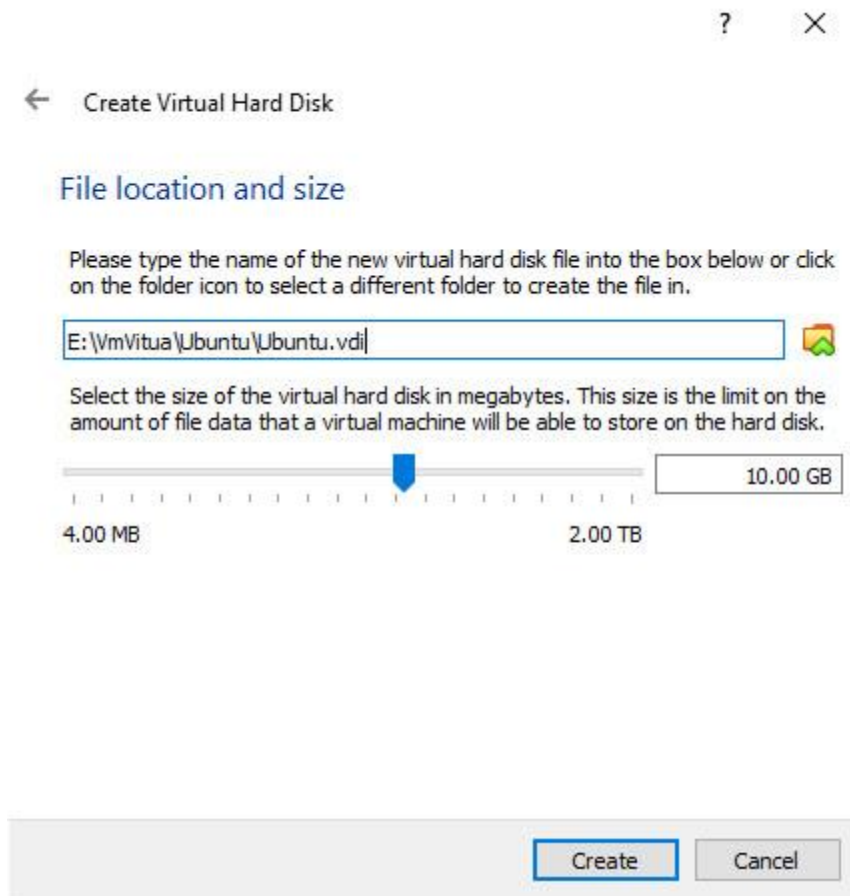 ?
Create Virtual Hard Disk
File location and size
Please type the name of the new virtual hard disk file into the box below or click
on the folder icon to select a different folder to create the file in.
E:\VmVitua\Ubuntu\Ubuntu.vdi
Select the size of the virtual hard disk in megabytes. This size is the limit on the
amount of file data that a virtual machine will be able to store on the hard disk.
10.00 GB
4.00 MB 2.00 TB
Create Cancel